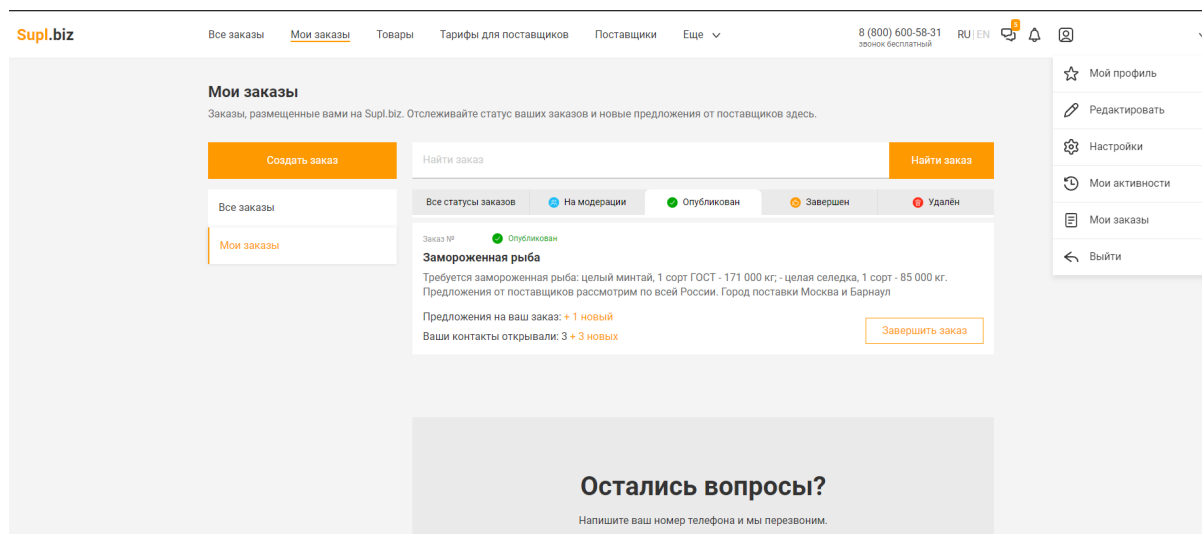 Supl.biz
Все заказы Мои заказы Товары Тарифы для поставщиков Поставщики Еще
8 (800) 600-58-31
звонок бесплатный
RU | EN
5
Мой профиль
Редактировать
Настройки
Мои активности
Мои заказы
Выйти
Мои заказы
Заказы, размещенные вами на Supl.biz. Отслеживайте статус ваших заказов и новые предложения от поставщиков здесь.
Создать заказ
Найти заказ
Найти заказ
Все заказы
Мои заказы
Все статусы заказов На модерации Опубликован Завершен Удалён
Заказ № Опубликован
Замороженная рыба
Требуется замороженная рыба: целый минтай, 1 сорт ГОСТ - 171 000 кг; - целая селедка, 1 сорт - 85 000 кг.
Предложения от поставщиков рассмотрим по всей России. Город поставки Москва и Барнаул
Предложения на ваш заказ: + 1 новый
Ваши контакты открывали: 3 + 3 новых
Завершить заказ
Остались вопросы?
Напишите ваш номер телефона и мы перезвоним.